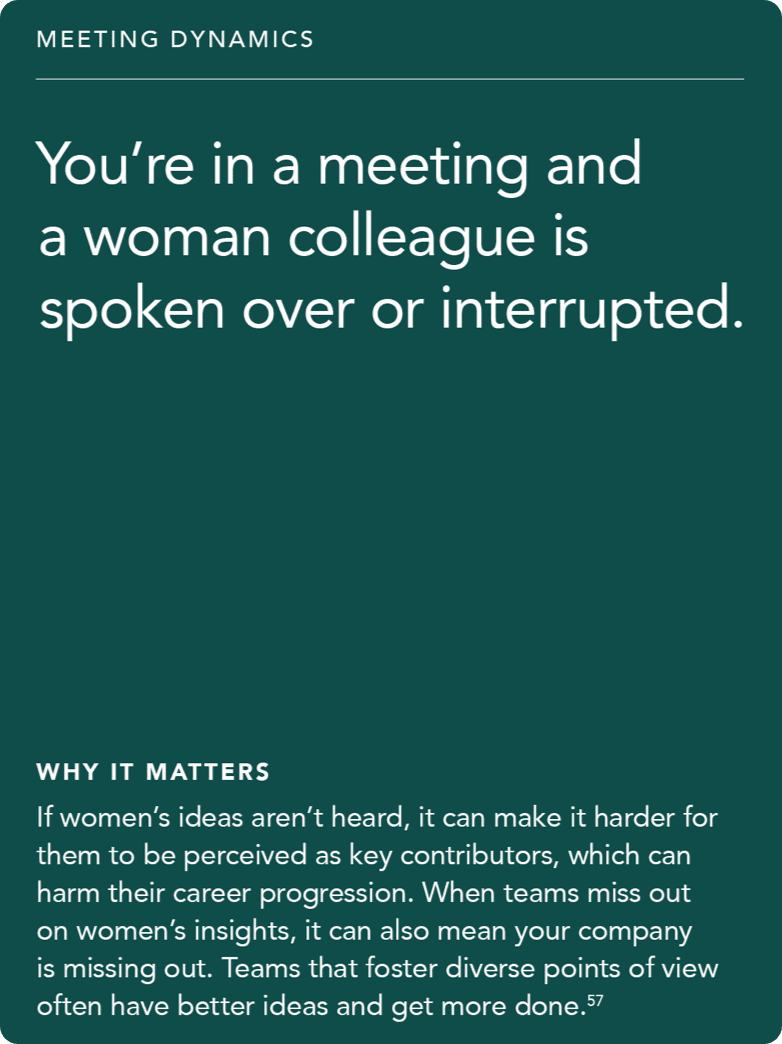 MEETING DYNAMICS
You’re in a meeting and
a woman colleague is
spoken over or interrupted.
WHY IT MATTERS
If women’s ideas aren’t heard, it can make it harder for
them to be perceived as key contributors, which can
harm their career progression. When teams miss out
on women’s insights, it can also mean your company
is missing out. Teams that foster diverse points of view
often have better ideas and get more done.⁵⁷